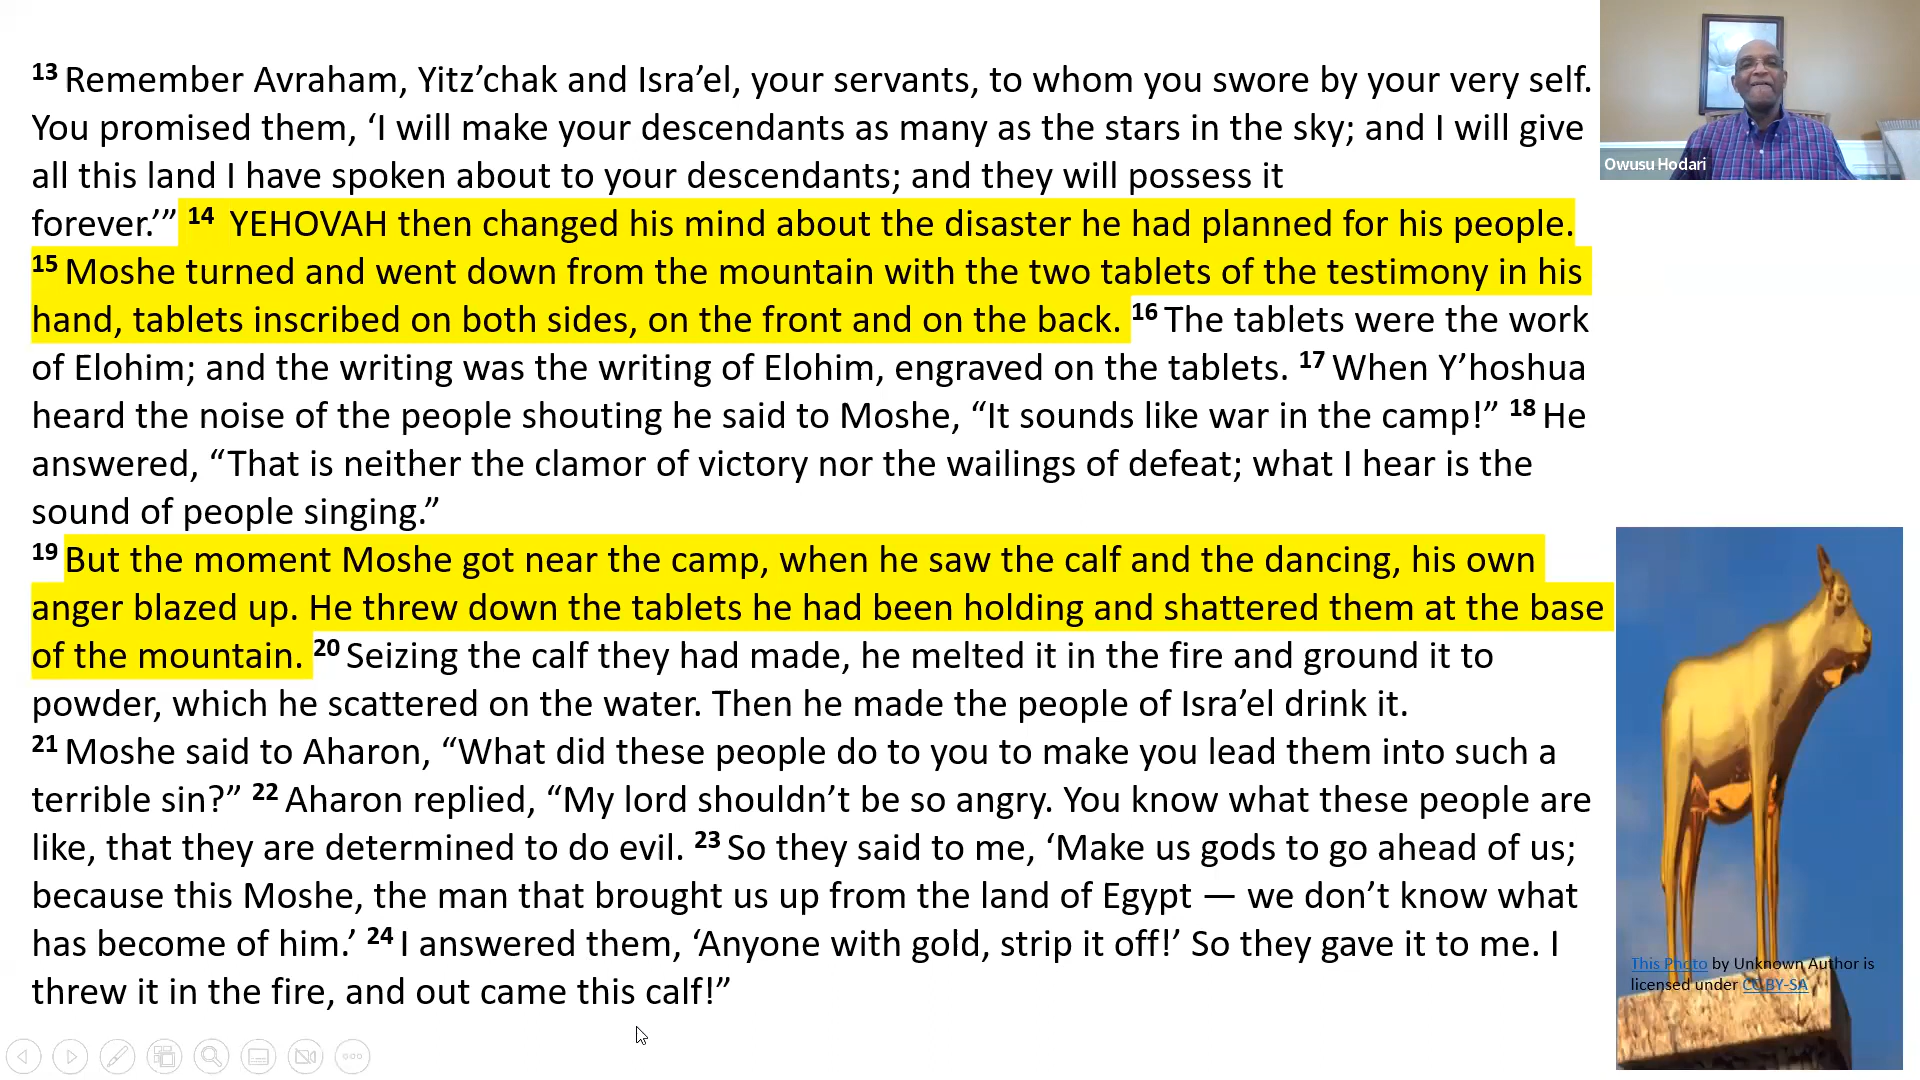 13 Remember Avraham, Yitz’chak and Isra’el, your servants, to whom you swore by your very self.
You promised them, ‘I will make your descendants as many as the stars in the sky; and I will give
all this land I have spoken about to your descendants; and they will possess it
forever.’” 14 YEHOVAH then changed his mind about the disaster he had planned for his people.
15 Moshe turned and went down from the mountain with the two tablets of the testimony in his
hand, tablets inscribed on both sides, on the front and on the back. 16 The tablets were the work
of Elohim; and the writing was the writing of Elohim, engraved on the tablets. 17 When Y’hoshua
heard the noise of the people shouting he said to Moshe, “It sounds like war in the camp!” 18 He
answered, “That is neither the clamor of victory nor the wailings of defeat; what I hear is the
sound of people singing.”
19 But the moment Moshe got near the camp, when he saw the calf and the dancing, his own
anger blazed up. He threw down the tablets he had been holding and shattered them at the base
of the mountain. 20 Seizing the calf they had made, he melted it in the fire and ground it to
powder, which he scattered on the water. Then he made the people of Isra’el drink it.
21 Moshe said to Aharon, “What did these people do to you to make you lead them into such a
terrible sin?” 22 Aharon replied, “My lord shouldn’t be so angry. You know what these people are
like, that they are determined to do evil. 23 So they said to me, ‘Make us gods to go ahead of us;
because this Moshe, the man that brought us up from the land of Egypt — we don’t know what
has become of him.’ 24 I answered them, ‘Anyone with gold, strip it off!’ So they gave it to me. I
threw it in the fire, and out came this calf!”
Owusu Hodari
This Photo by Unknown Author is
licensed under CC BY-SA